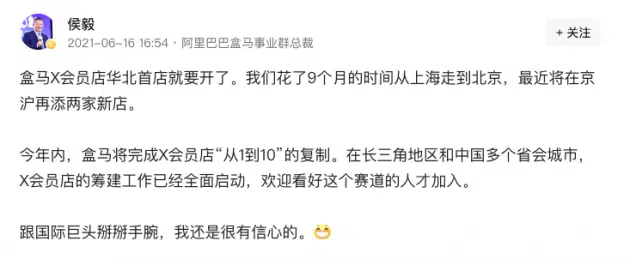 侯毅
2021-06-16 16:54 · 阿里巴巴盒马事业群总裁
+ 关注
盒马X会员店华北首店就要开了。我们花了9个月的时间从上海走到北京，最近将在京
沪再添两家新店。
今年内，盒马将完成X会员店“从1到10”的复制。在长三角地区和中国多个省会城市，
X会员店的筹建工作已经全面启动，欢迎看好这个赛道的人才加入。
跟国际巨头掰掰手腕，我还是很有信心的。😁